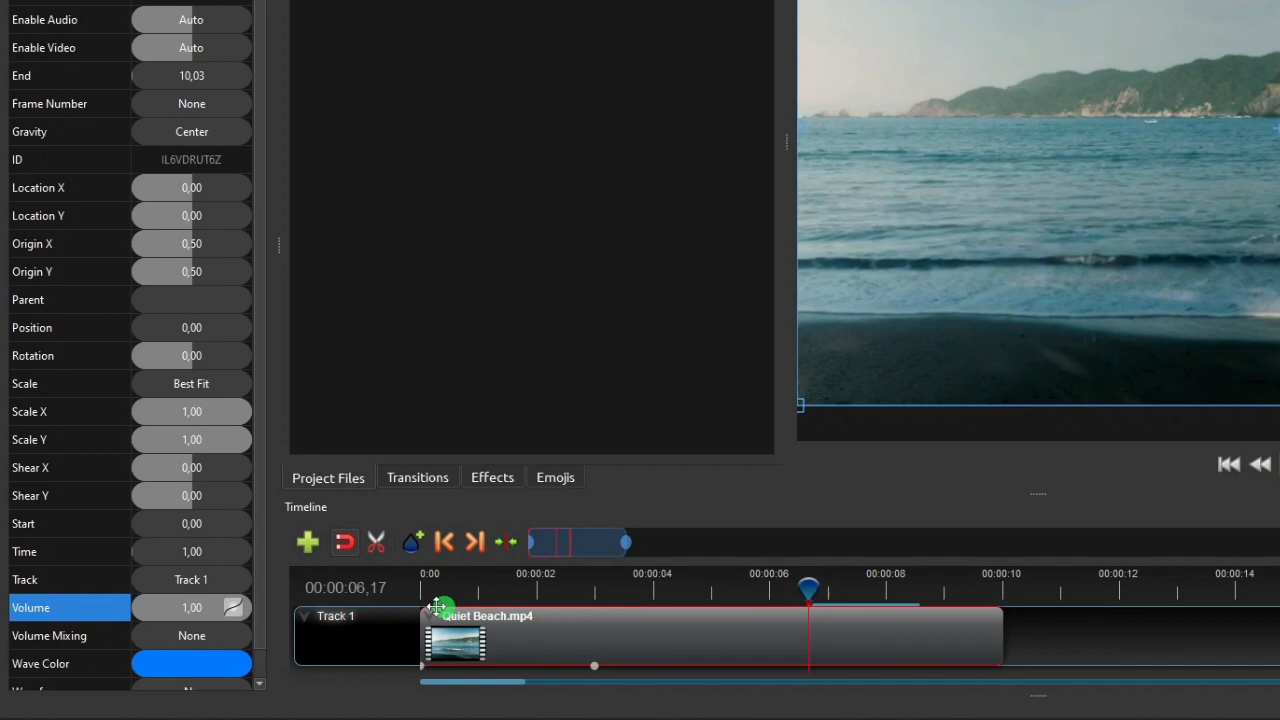 Enable Audio Auto
Enable Video Auto
End 10,03
Frame Number None
Gravity Center
ID IL6VDRUT6Z
Location X 0,00
Location Y 0,00
Origin X 0,50
Origin Y 0,50
Parent
Position 0,00
Rotation 0,00
Scale Best Fit
Scale X 1,00
Scale Y 1,00
Shear X 0,00
Shear Y 0,00
Start 0,00
Time 1,00
Track Track 1
Volume 1,00
Volume Mixing None
Wave Color
Project Files Transitions Effects Emojis
Timeline
00:00:06,17
0:00 00:00:02 00:00:04 00:00:06 00:00:08 00:00:10 00:00:12 00:00:14
Track 1
Quiet Beach.mp4